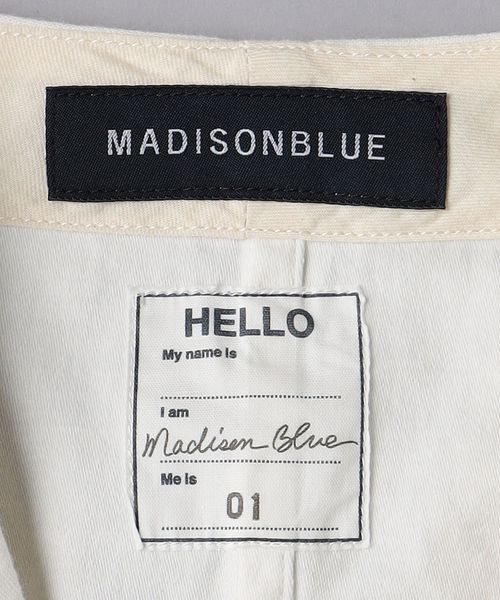 MADISONBLUE
HELLO
My name is
I am
Madison Blue
Me is
01